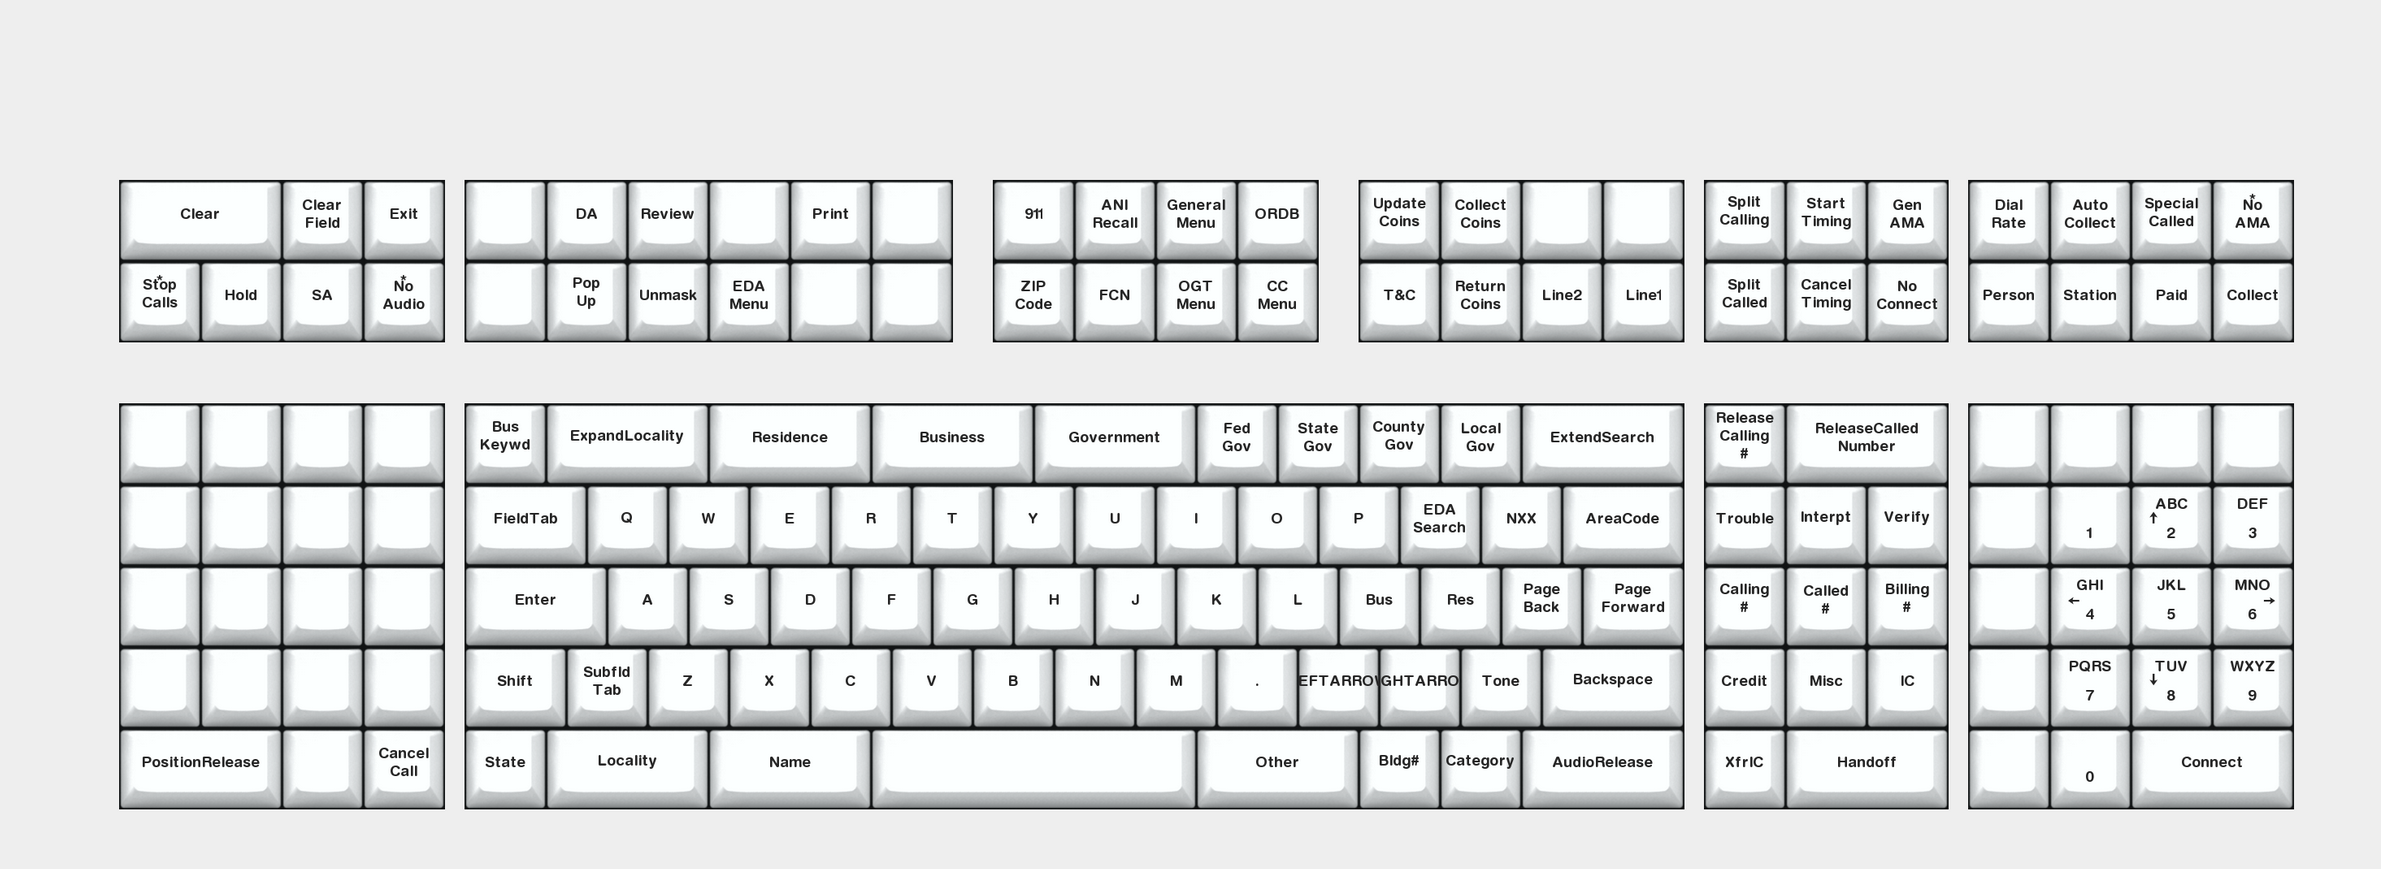 Clear
Clear
Field
Exit
*
Stop
Calls
Hold
SA
*
No
Audio
DA
Review
Print
Pop
Up
Unmask
EDA
Menu
911
ANI
Recall
General
Menu
ORDB
ZIP
Code
FCN
OGT
Menu
CC
Menu
Update
Coins
Collect
Coins
T&C
Return
Coins
Line2
Line1
Split
Calling
Start
Timing
Gen
AMA
Split
Called
Cancel
Timing
No
Connect
Dial
Rate
Auto
Collect
Special
Called
*
No
AMA
Person
Station
Paid
Collect
PositionRelease
Cancel
Call
Bus
Keywd
ExpandLocality
Residence
Business
Government
Fed
Gov
State
Gov
County
Gov
Local
Gov
ExtendSearch
FieldTab
Q
W
E
R
T
Y
U
I
O
P
EDA
Search
NXX
AreaCode
Enter
A
S
D
F
G
H
J
K
L
Bus
Res
Page
Back
Page
Forward
Shift
Subfld
Tab
Z
X
C
V
B
N
M
.
EFTARROW
GHTARRO
Tone
Backspace
State
Locality
Name
Other
Bldg#
Category
AudioRelease
Release
Calling
#
ReleaseCalled
Number
Trouble
Interpt
Verify
Calling
#
Called
#
Billing
#
Credit
Misc
IC
XfrIC
Handoff
1
ABC
↑
2
DEF
3
GHI
←
4
JKL
5
MNO
→
6
PQRS
7
TUV
↓
8
WXYZ
9
0
Connect